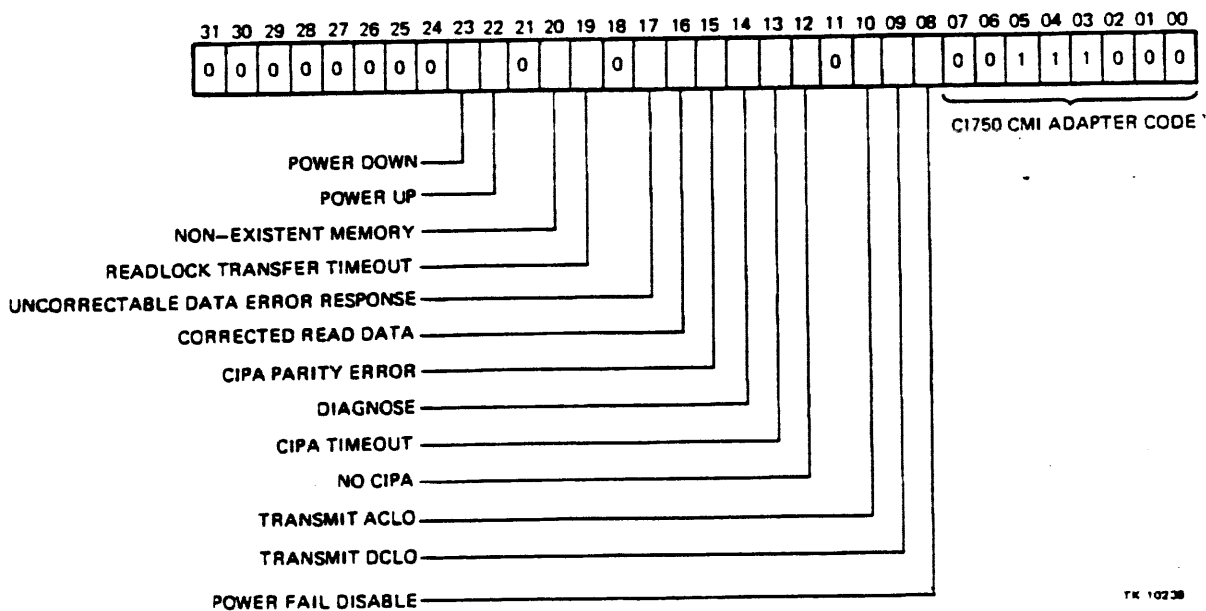 31 30 29 28 27 26 25 24 23 22 21 20 19 18 17 16 15 14 13 12 11 10 09 08 07 06 05 04 03 02 01 00
0 0 0 0 0 0 0 0 0 0 0 0 0 1 1 1 0 0 0
CI750 CMI ADAPTER CODE
POWER DOWN
POWER UP
NON-EXISTENT MEMORY
READLOCK TRANSFER TIMEOUT
UNCORRECTABLE DATA ERROR RESPONSE
CORRECTED READ DATA
CIPA PARITY ERROR
DIAGNOSE
CIPA TIMEOUT
NO CIPA
TRANSMIT ACLO
TRANSMIT DCLO
POWER FAIL DISABLE
TK 10239